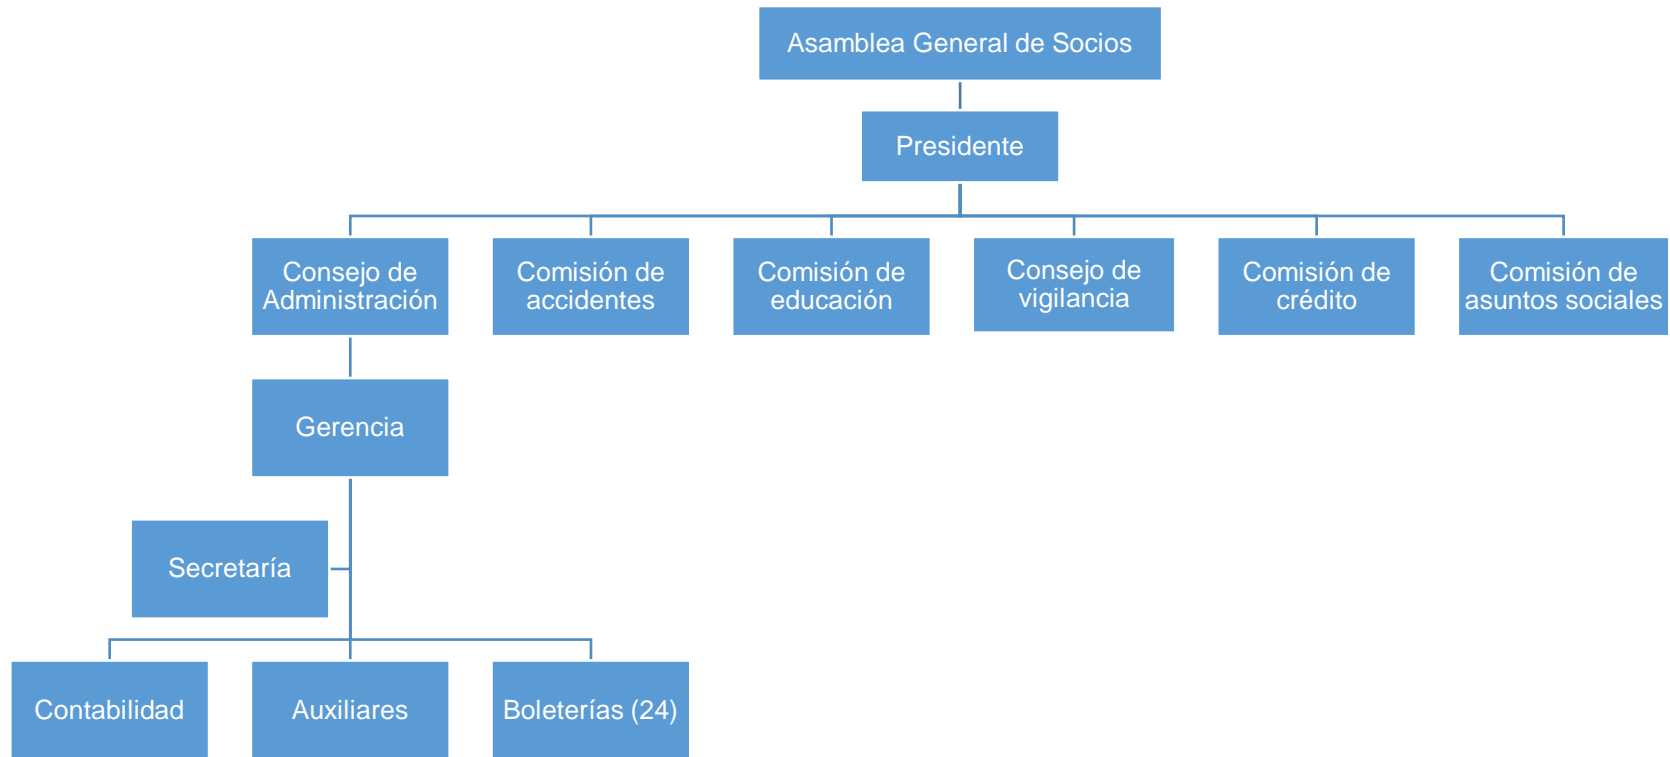 Asamblea General de Socios
Presidente
Consejo de
Administración
Comisión de
accidentes
Comisión de
educación
Consejo de
vigilancia
Comisión de
crédito
Comisión de
asuntos sociales
Gerencia
Secretaría
Contabilidad
Auxiliares
Boleterías (24)